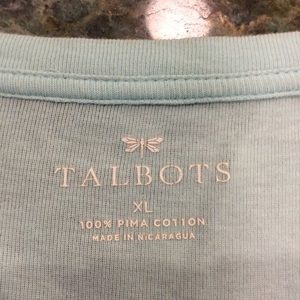 TALBOTS
XL
100% PIMA COTTON
MADE IN NICARAGUA